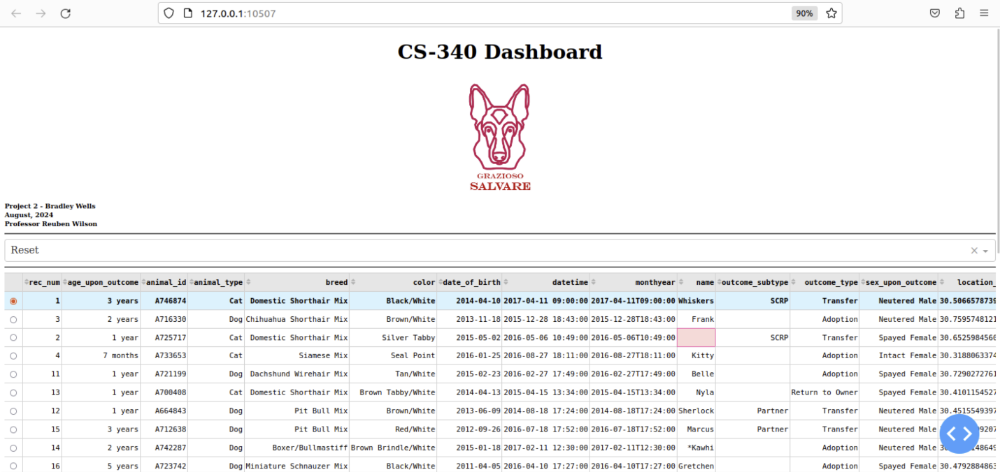 127.0.0.1:10507 90%
CS-340 Dashboard
GRAZIOSO
SALVARE
Project 2 - Bradley Wells
August, 2024
Professor Reuben Wilson
Reset
rec_num age_upon_outcome animal_id animal_type breed color date_of_birth datetime monthyear name outcome_subtype outcome_type sex_upon_outcome location_
1 3 years A746874 Cat Domestic Shorthair Mix Black/White 2014-04-10 2017-04-11 09:00:00 2017-04-11T09:00:00 Whiskers SCRP Transfer Neutered Male 30.5066578739
3 2 years A716330 Dog Chihuahua Shorthair Mix Brown/White 2013-11-18 2015-12-28 18:43:00 2015-12-28T18:43:00 Frank Adoption Neutered Male 30.7595748121
2 1 year A725717 Cat Domestic Shorthair Mix Silver Tabby 2015-05-02 2016-05-06 10:49:00 2016-05-06T10:49:00 SCRP Transfer Spayed Female 30.6525984560
4 7 months A733653 Cat Siamese Mix Seal Point 2016-01-25 2016-08-27 18:11:00 2016-08-27T18:11:00 Kitty Adoption Intact Female 30.3188063374
11 1 year A721199 Dog Dachshund Wirehair Mix Tan/White 2015-02-23 2016-02-27 17:49:00 2016-02-27T17:49:00 Belle Adoption Spayed Female 30.7290272761
13 1 year A700408 Cat Domestic Shorthair Mix Brown Tabby/White 2014-04-13 2015-04-15 13:34:00 2015-04-15T13:34:00 Nyla Return to Owner Spayed Female 30.4101154527
12 1 year A664843 Dog Pit Bull Mix Brown/White 2013-06-09 2014-08-18 17:24:00 2014-08-18T17:24:00 Sherlock Partner Transfer Neutered Male 30.4515549397
15 3 years A712638 Dog Pit Bull Mix Red/White 2012-09-26 2016-07-18 17:52:00 2016-07-18T17:52:00 Marcus Partner Transfer Neutered Male
14 2 years A742287 Dog Boxer/Bullmastiff Brown Brindle/White 2015-01-18 2017-02-11 12:30:00 2017-02-11T12:30:00 *Kawhi Adoption Neutered Male
16 5 years A723742 Dog Miniature Schnauzer Mix Black/White 2011-04-05 2016-04-10 17:27:00 2016-04-10T17:27:00 Gretchen Adoption Spayed Female 30.4792884863